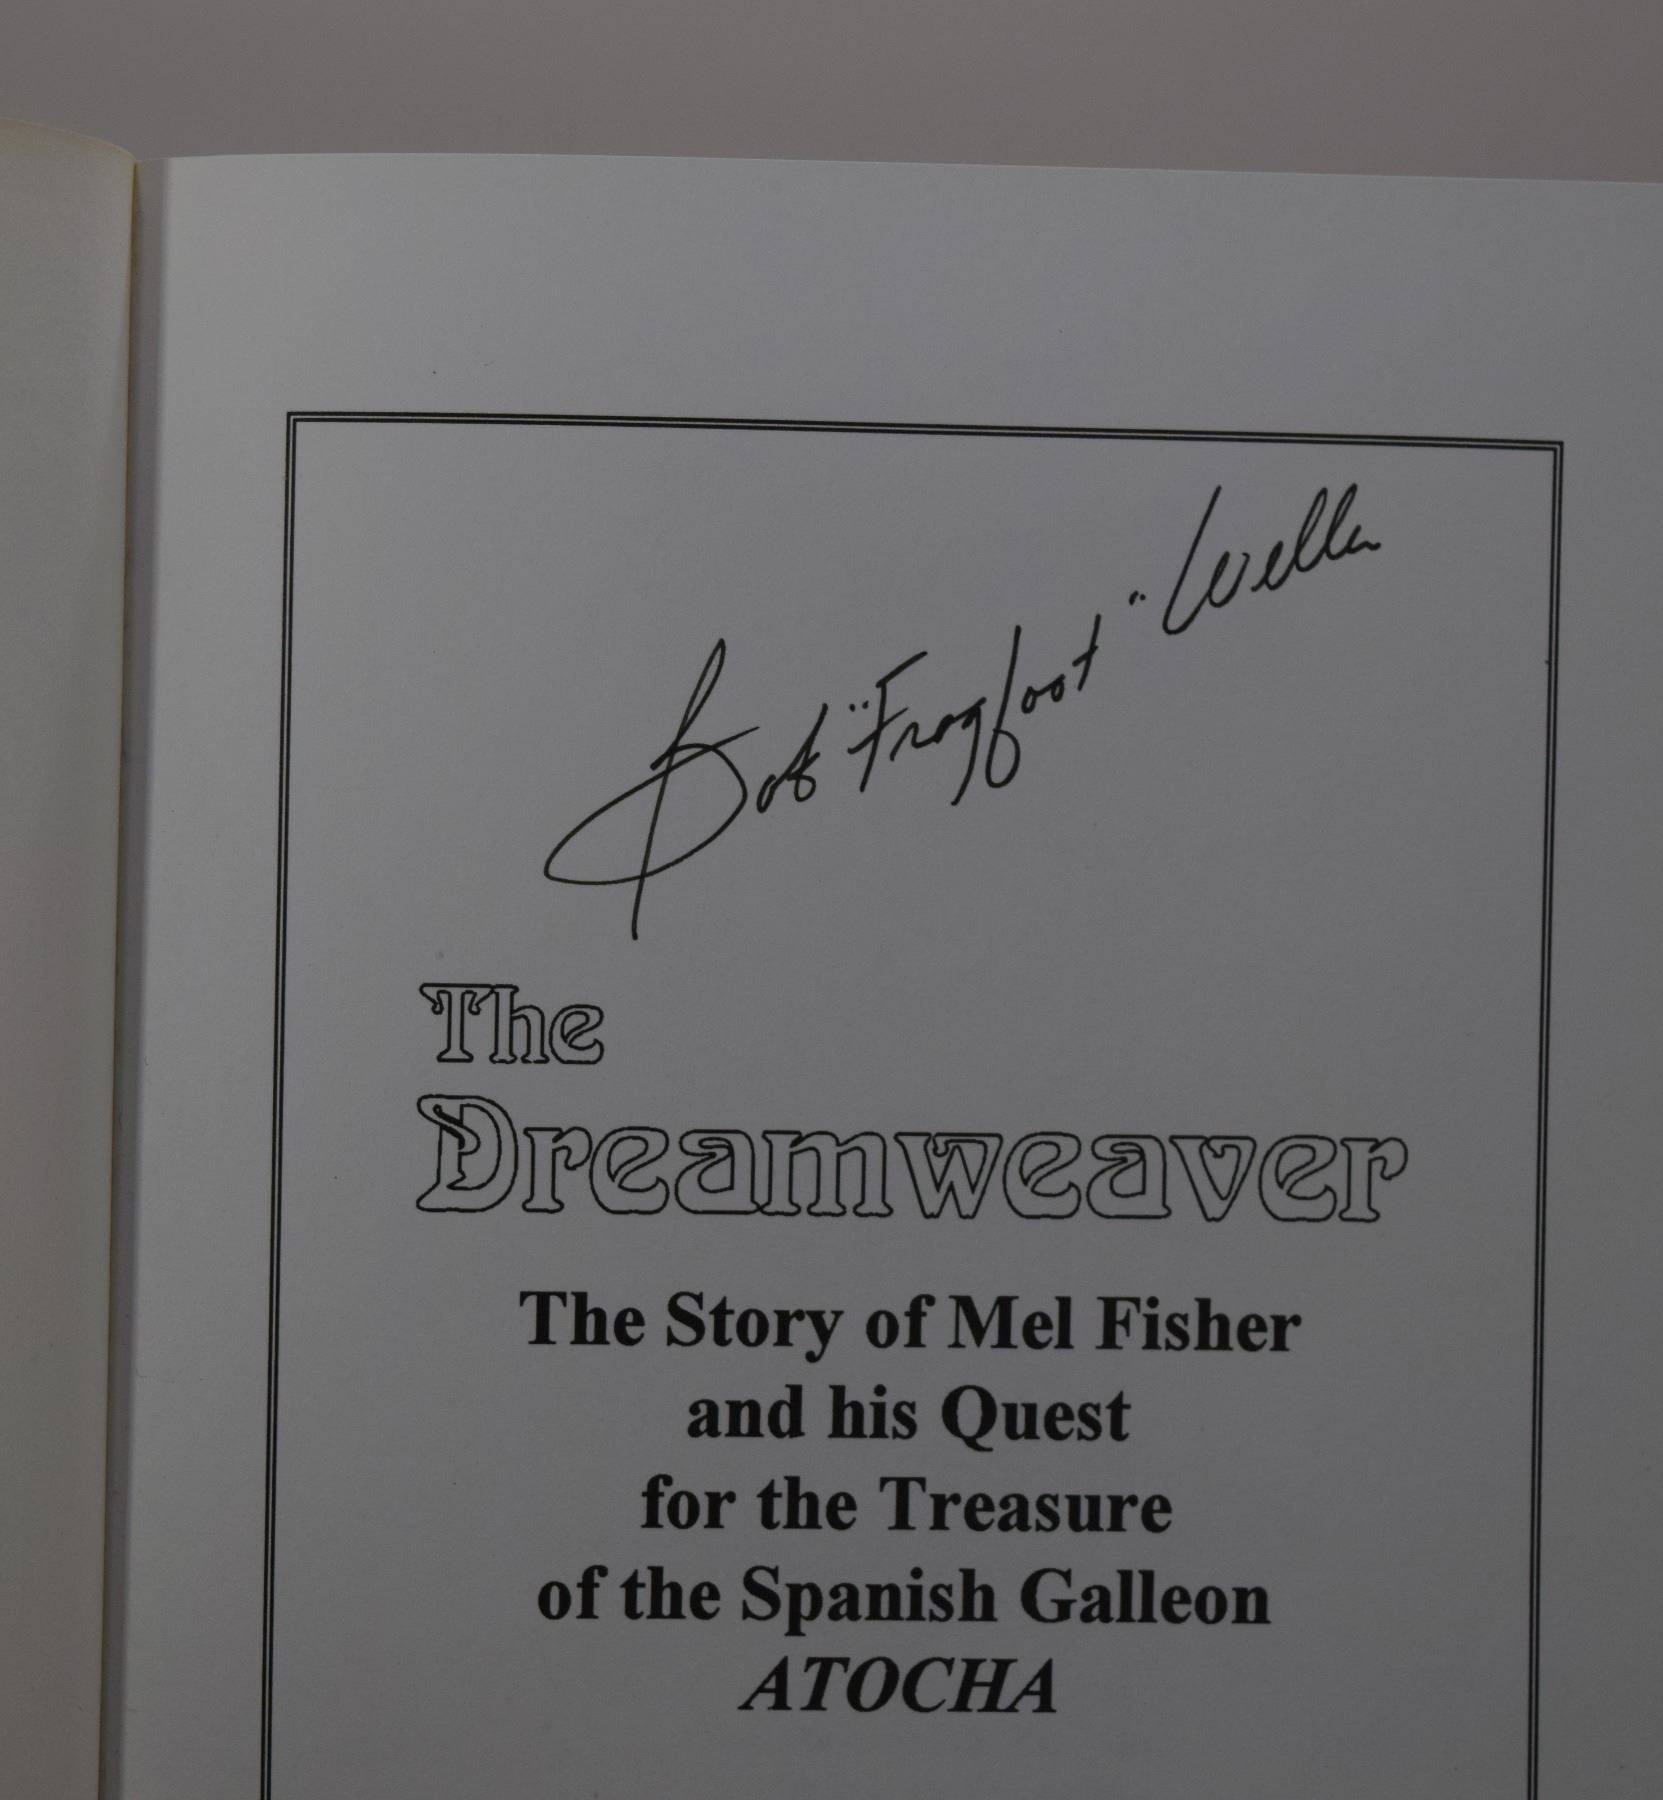 Bob "Frogfoot" Weller
The
Dreamweaver
The Story of Mel Fisher
and his Quest
for the Treasure
of the Spanish Galleon
ATOCHA